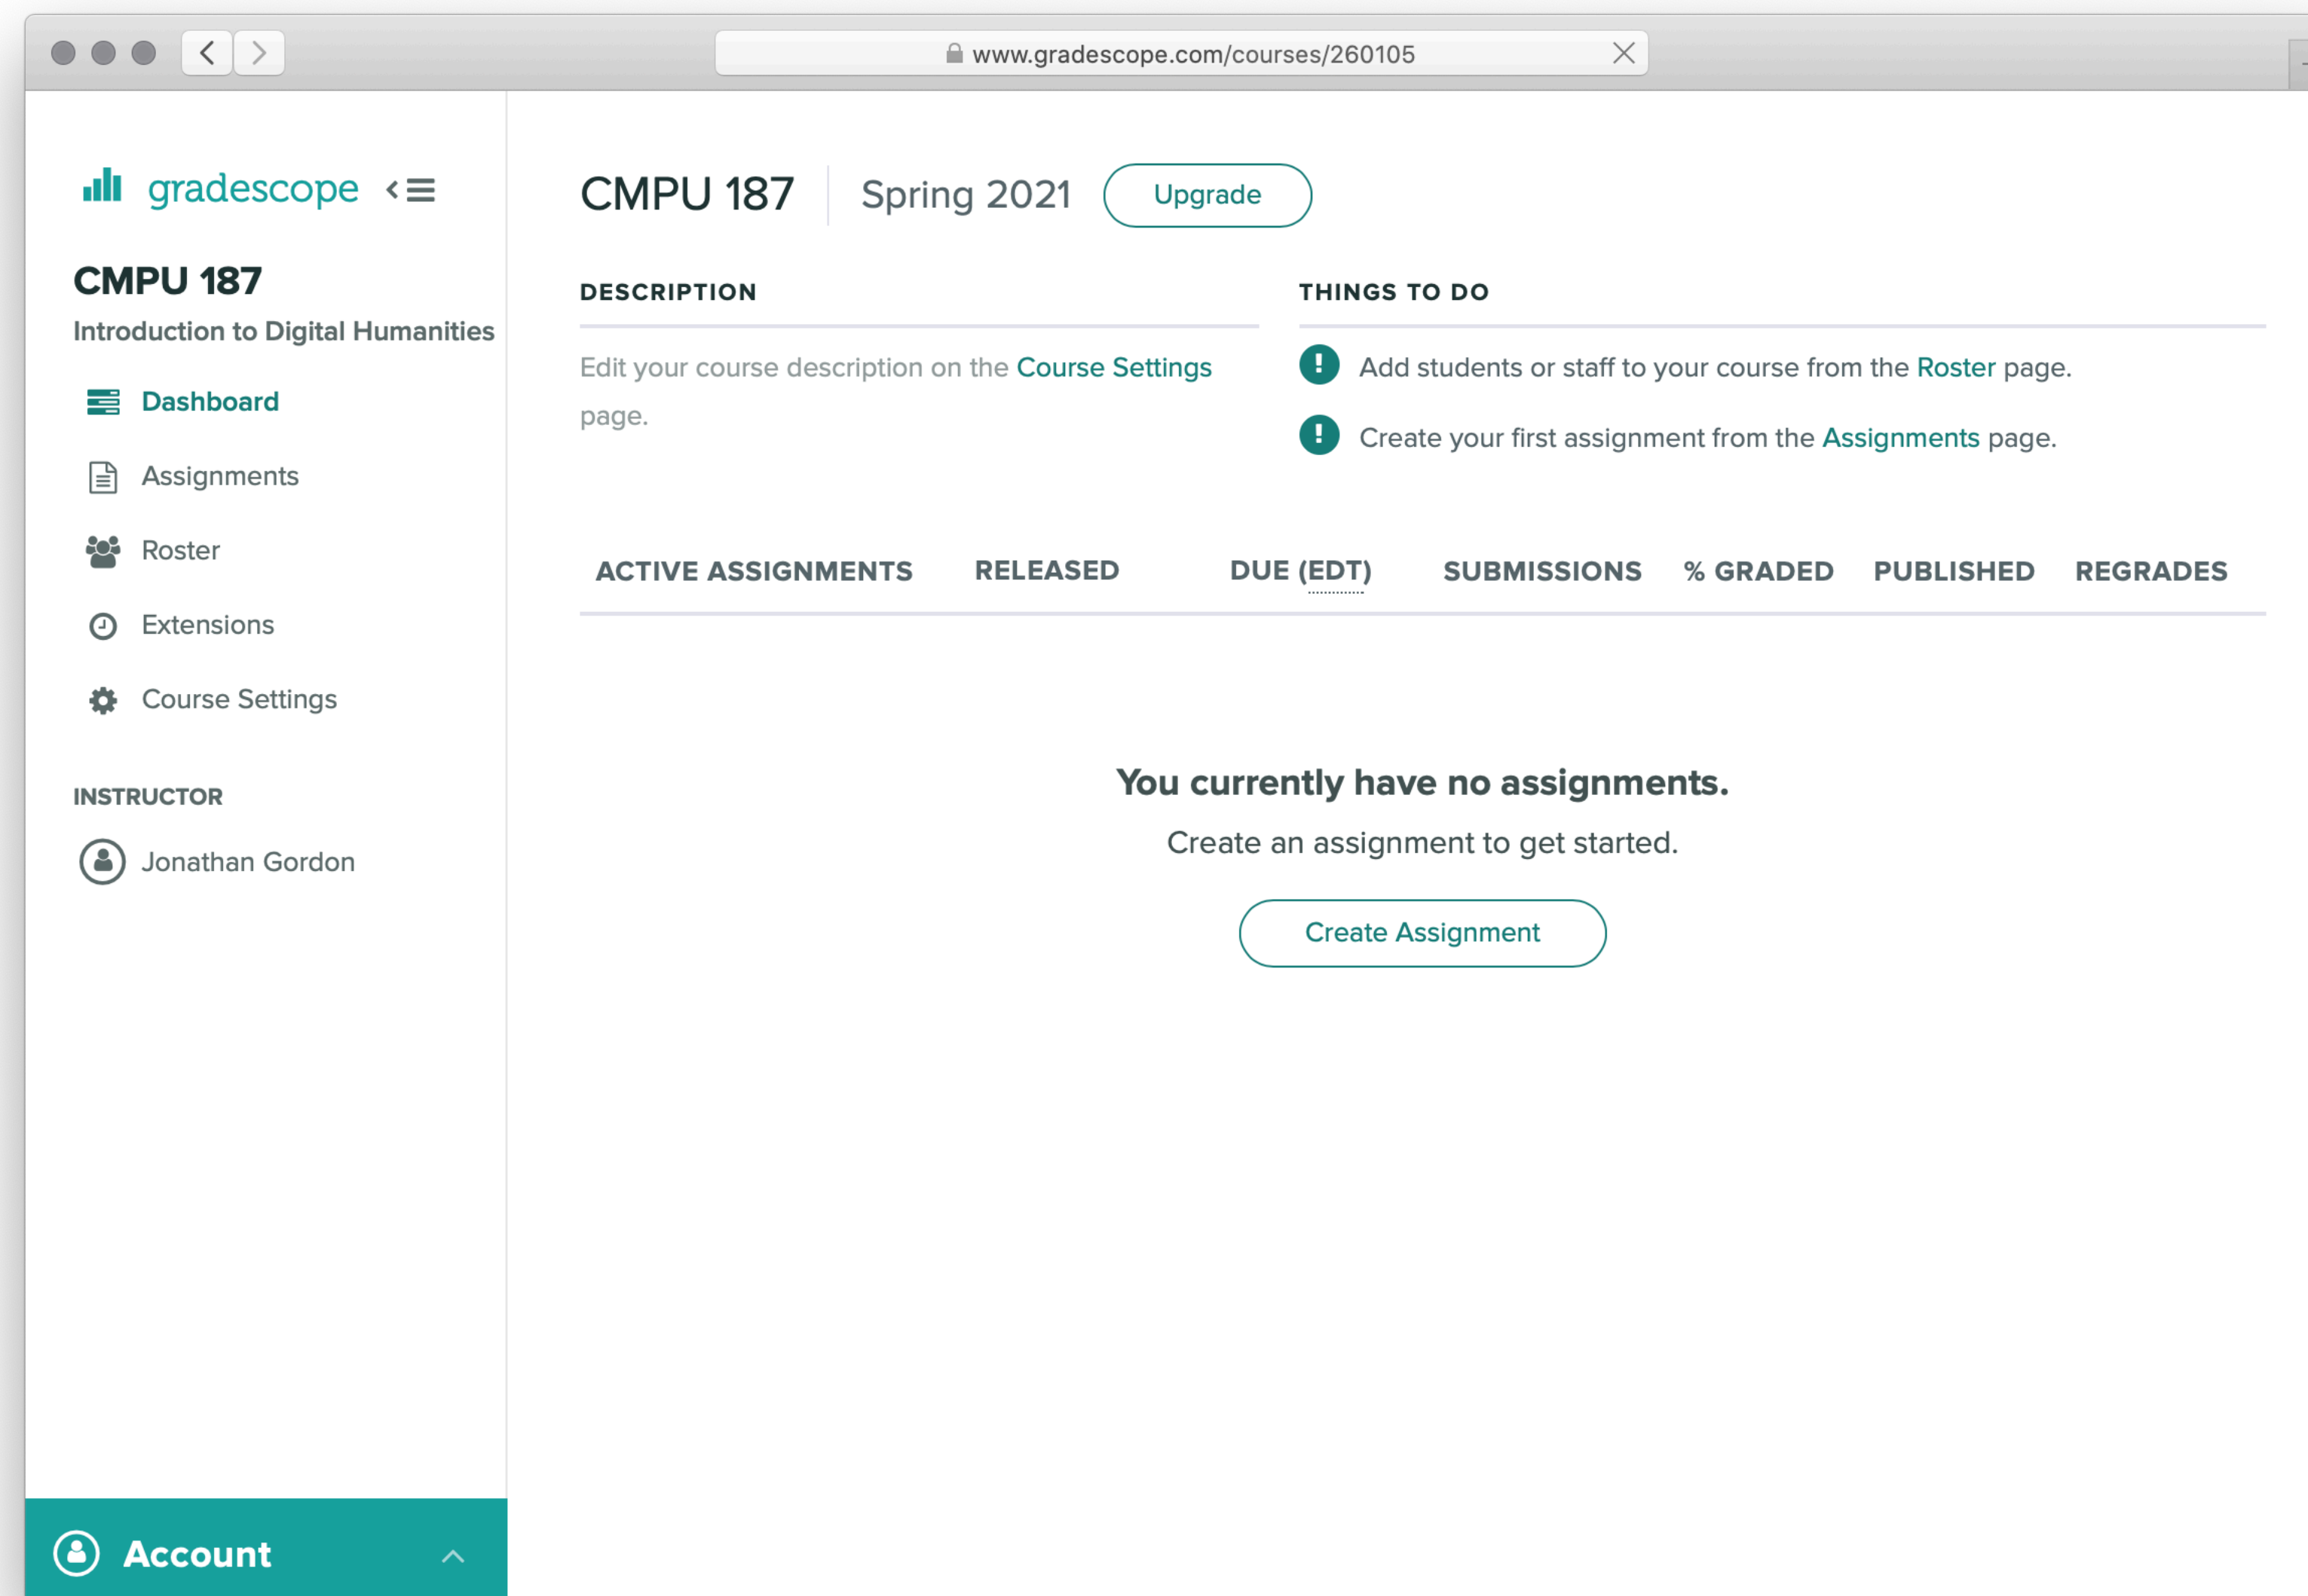 www.gradescope.com/courses/260105
gradescope
CMPU 187
Introduction to Digital Humanities
Dashboard
Assignments
Roster
Extensions
Course Settings
INSTRUCTOR
Jonathan Gordon
Account
CMPU 187
Spring 2021
Upgrade
DESCRIPTION
Edit your course description on the Course Settings
page.
THINGS TO DO
! Add students or staff to your course from the Roster page.
! Create your first assignment from the Assignments page.
ACTIVE ASSIGNMENTS RELEASED DUE (EDT) SUBMISSIONS % GRADED PUBLISHED REGRADES
You currently have no assignments.
Create an assignment to get started.
Create Assignment